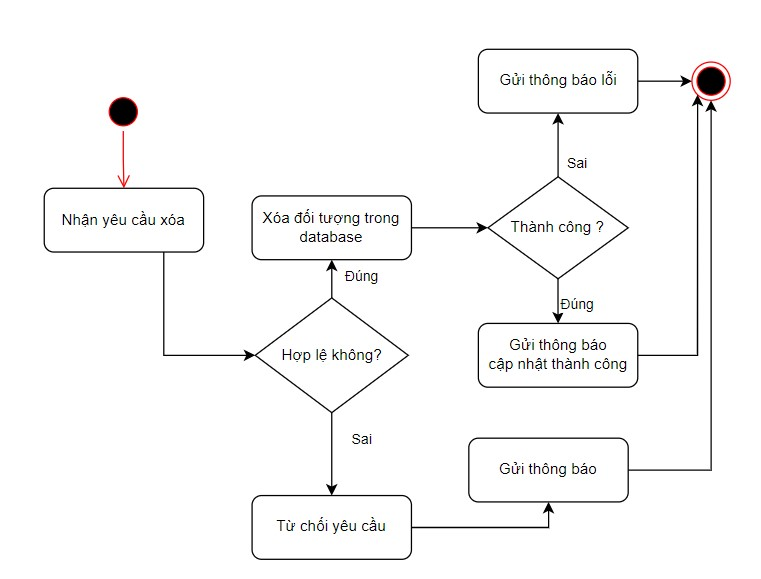 Gửi thông báo lỗi
Sai
Nhận yêu cầu xóa
Xóa đối tượng trong
database
Thành công ?
Đúng
Đúng
Hợp lệ không?
Gửi thông báo
cập nhật thành công
Sai
Gửi thông báo
Từ chối yêu cầu